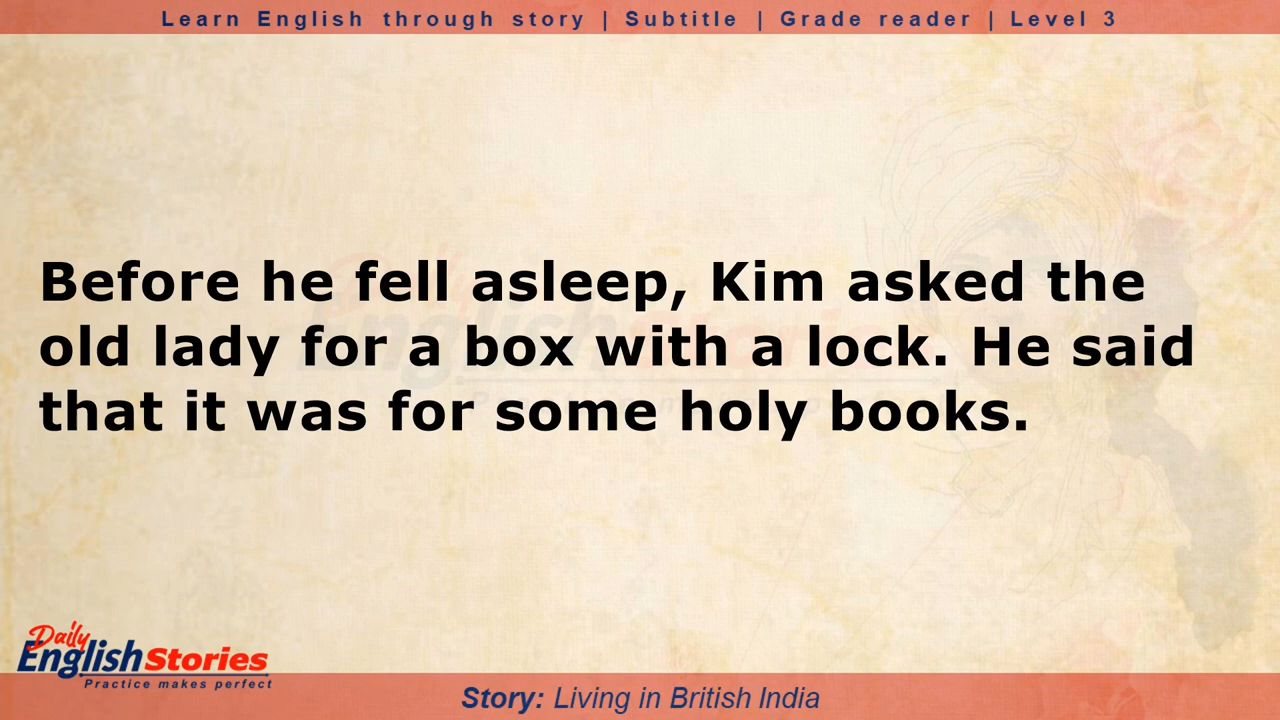 Learn English through story | Subtitle | Grade reader | Level 3
Before he fell asleep, Kim asked the
old lady for a box with a lock. He said
that it was for some holy books.
Daily
English Stories
Practice makes perfect
Story: Living in British India